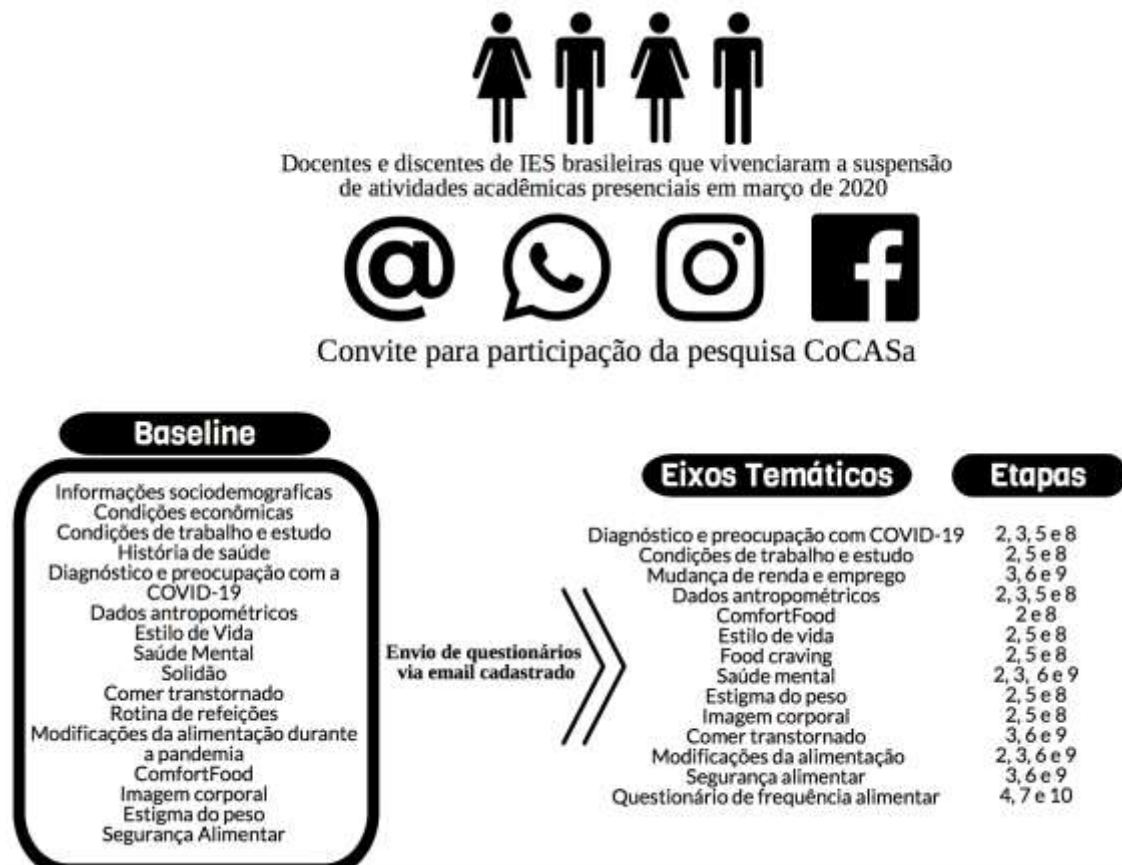 Docentes e discentes de IES brasileiras que vivenciaram a suspensão
de atividades acadêmicas presenciais em março de 2020
Convite para participação da pesquisa CoCASa
Baseline
Informações sociodemograficas
Condições econômicas
Condições de trabalho e estudo
História de saúde
Diagnóstico e preocupação com a
COVID-19
Dados antropométricos
Estilo de Vida
Saúde Mental
Solidão
Comer transtornado
Rotina de refeições
Modificações da alimentação durante
a pandemia
ComfortFood
Imagem corporal
Estigma do peso
Segurança Alimentar
Envio de questionários
via email cadastrado
Eixos Temáticos Etapas
Diagnóstico e preocupação com COVID-19 2, 3, 5 e 8
Condições de trabalho e estudo 2, 5 e 8
Mudança de renda e emprego 3, 6 e 9
Dados antropométricos 2, 3, 5 e 8
ComfortFood 2 e 8
Estilo de vida 2, 5 e 8
Food craving 2, 5 e 8
Saúde mental 2, 3, 6 e 9
Estigma do peso 2, 5 e 8
Imagem corporal 2, 5 e 8
Comer transtornado 3, 6 e 9
Modificações da alimentação 2, 3, 6 e 9
Segurança alimentar 3, 6 e 9
Questionário de frequência alimentar 4, 7 e 10